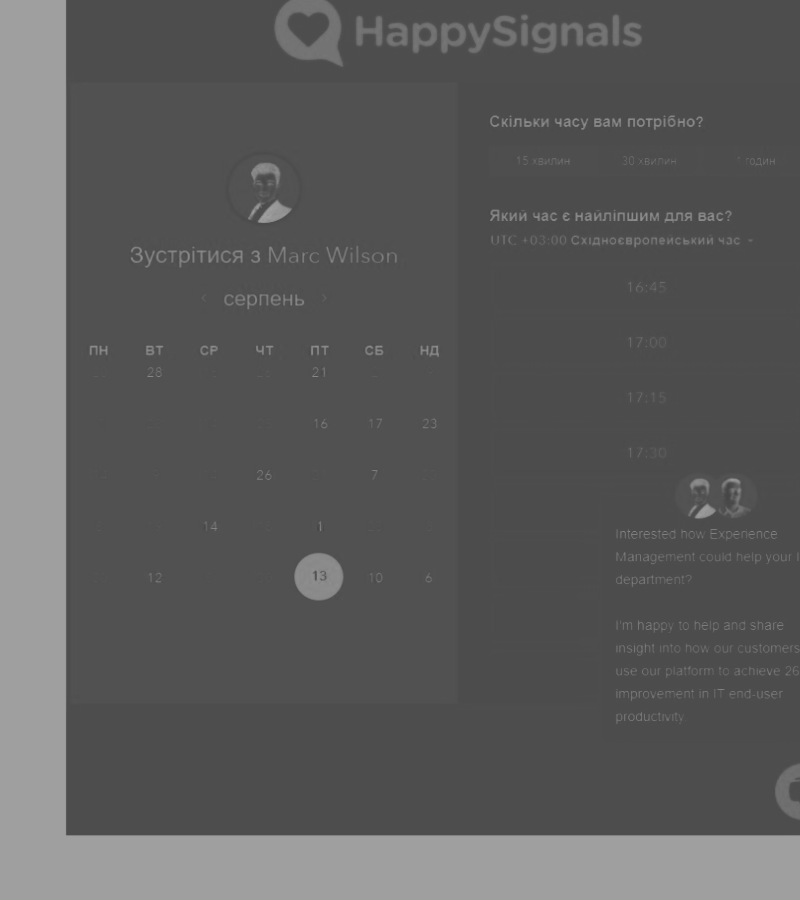 HappySignals
Зустрітися з Marc Wilson
серпень
ПН ВТ СР ЧТ ПТ СБ НД
28 21
16 17 23
26 7
14 1
12 13 10 6
Скільки часу вам потрібно?
15 хвилин 30 хвилин 1 годин
Який час є найліпшим для вас?
UTC +03:00 Східноєвропейський час
16:45
17:00
17:15
17:30
Interested how Experience
Management could help your
department?
I'm happy to help and share
insight into how our customers
use our platform to achieve 26
improvement in IT end-user
productivity.